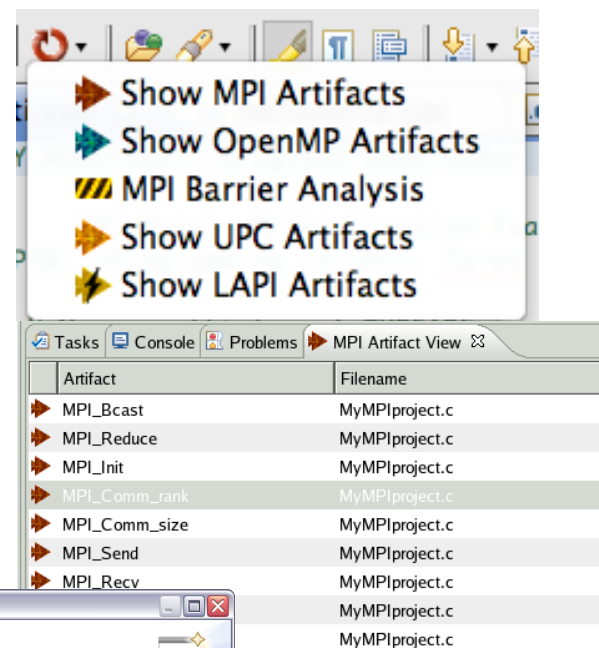 Show MPI Artifacts
Show OpenMP Artifacts
MPI Barrier Analysis
Show UPC Artifacts
Show LAPI Artifacts
Tasks Console Problems MPI Artifact View
Artifact Filename
MPI_Bcast MyMPIproject.c
MPI_Reduce MyMPIproject.c
MPI_Init MyMPIproject.c
MPI_Comm_rank MyMPIproject.c
MPI_Comm_size MyMPIproject.c
MPI_Send MyMPIproject.c
MPI_Recv MyMPIproject.c
MyMPIproject.c
MyMPIproject.c